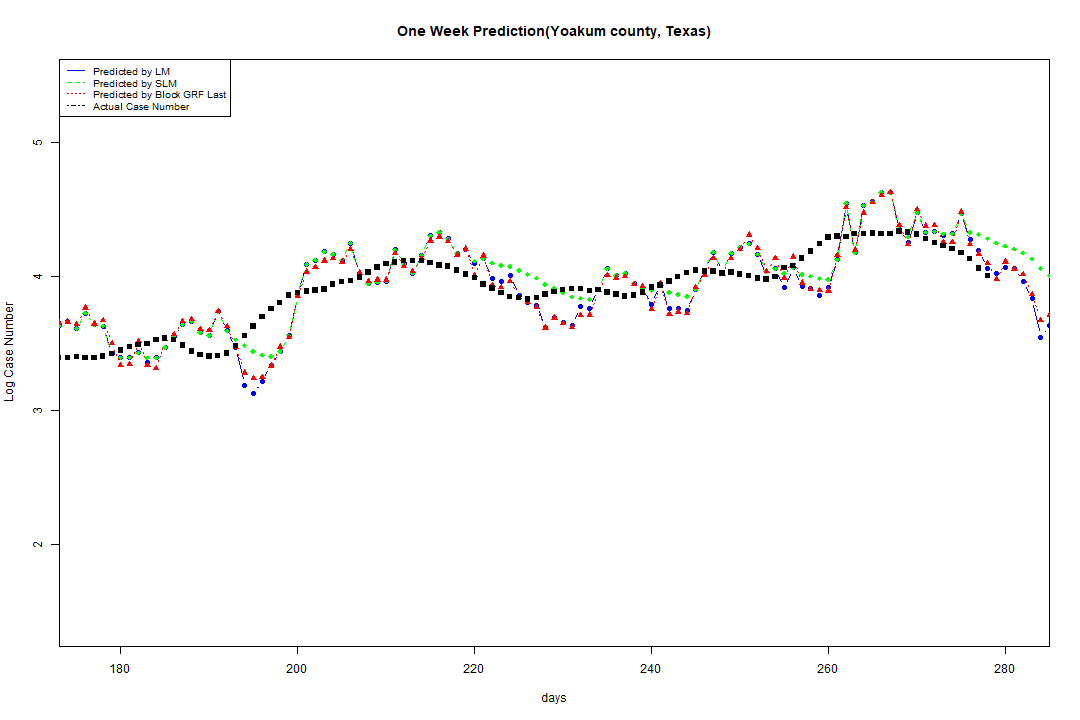 One Week Prediction(Yoakum county, Texas)
Predicted by LM
Predicted by SLM
Predicted by Block GRF Last
Actual Case Number
5
4
3
2
Log Case Number
180 200 220 240 260 280
days